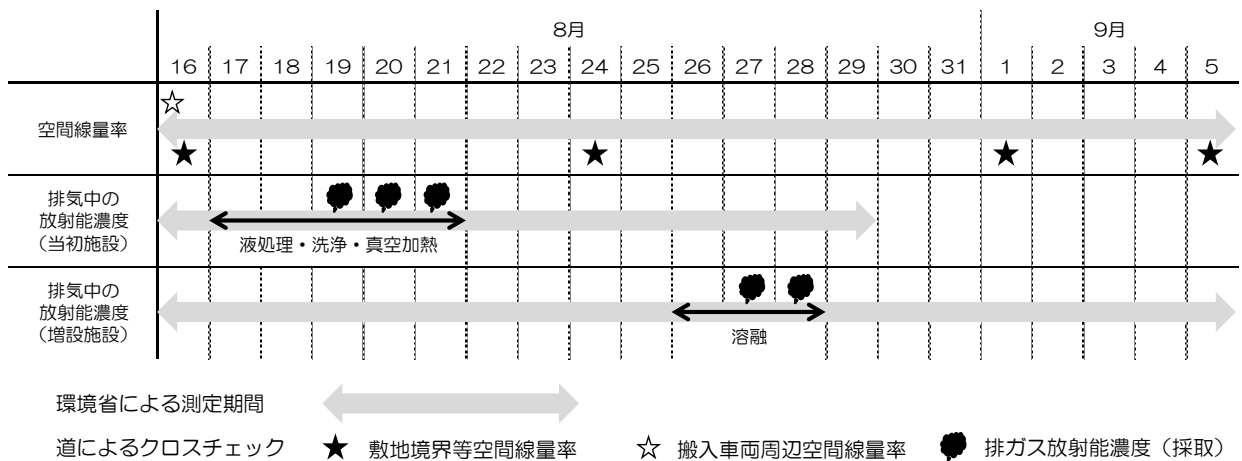 8月 9月
16 17 18 19 20 21 22 23 24 25 26 27 28 29 30 31 1 2 3 4 5
空間線量率
排気中の
放射能濃度
（当初施設）
液処理・洗浄・真空加熱
排気中の
放射能濃度
（増設施設）
溶融
環境省による測定期間
道によるクロスチェック ★ 敷地境界等空間線量率 ☆ 搬入車両周辺空間線量率 排ガス放射能濃度（採取）